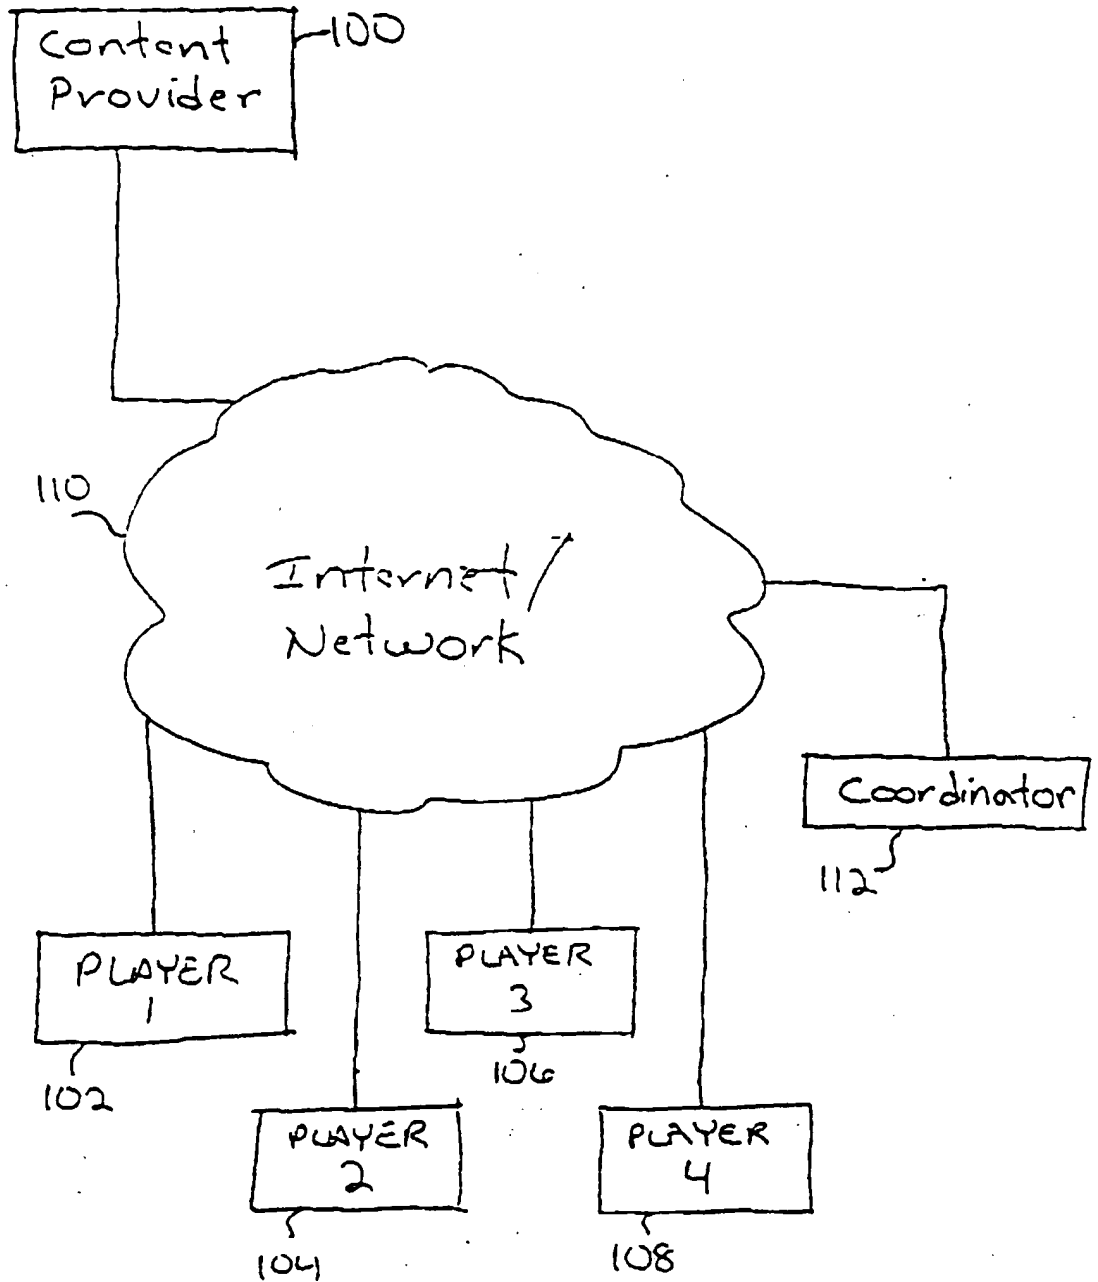 Content
Provider
100
110
Internet/
Network
Coordinator
112
PLAYER
1
102
PLAYER
3
106
PLAYER
2
104
PLAYER
4
108